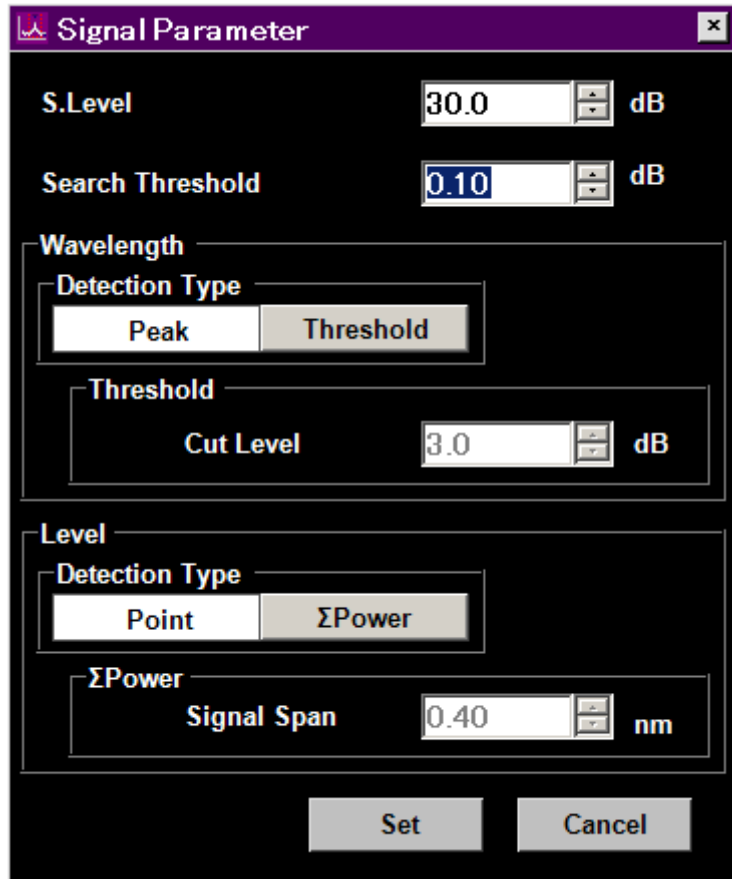 Signal Parameter
S.Level 30.0 dB
Search Threshold 0.10 dB
Wavelength
Detection Type
Peak Threshold
Threshold
Cut Level 3.0 dB
Level
Detection Type
Point ΣPower
ΣPower
Signal Span 0.40 nm
Set Cancel